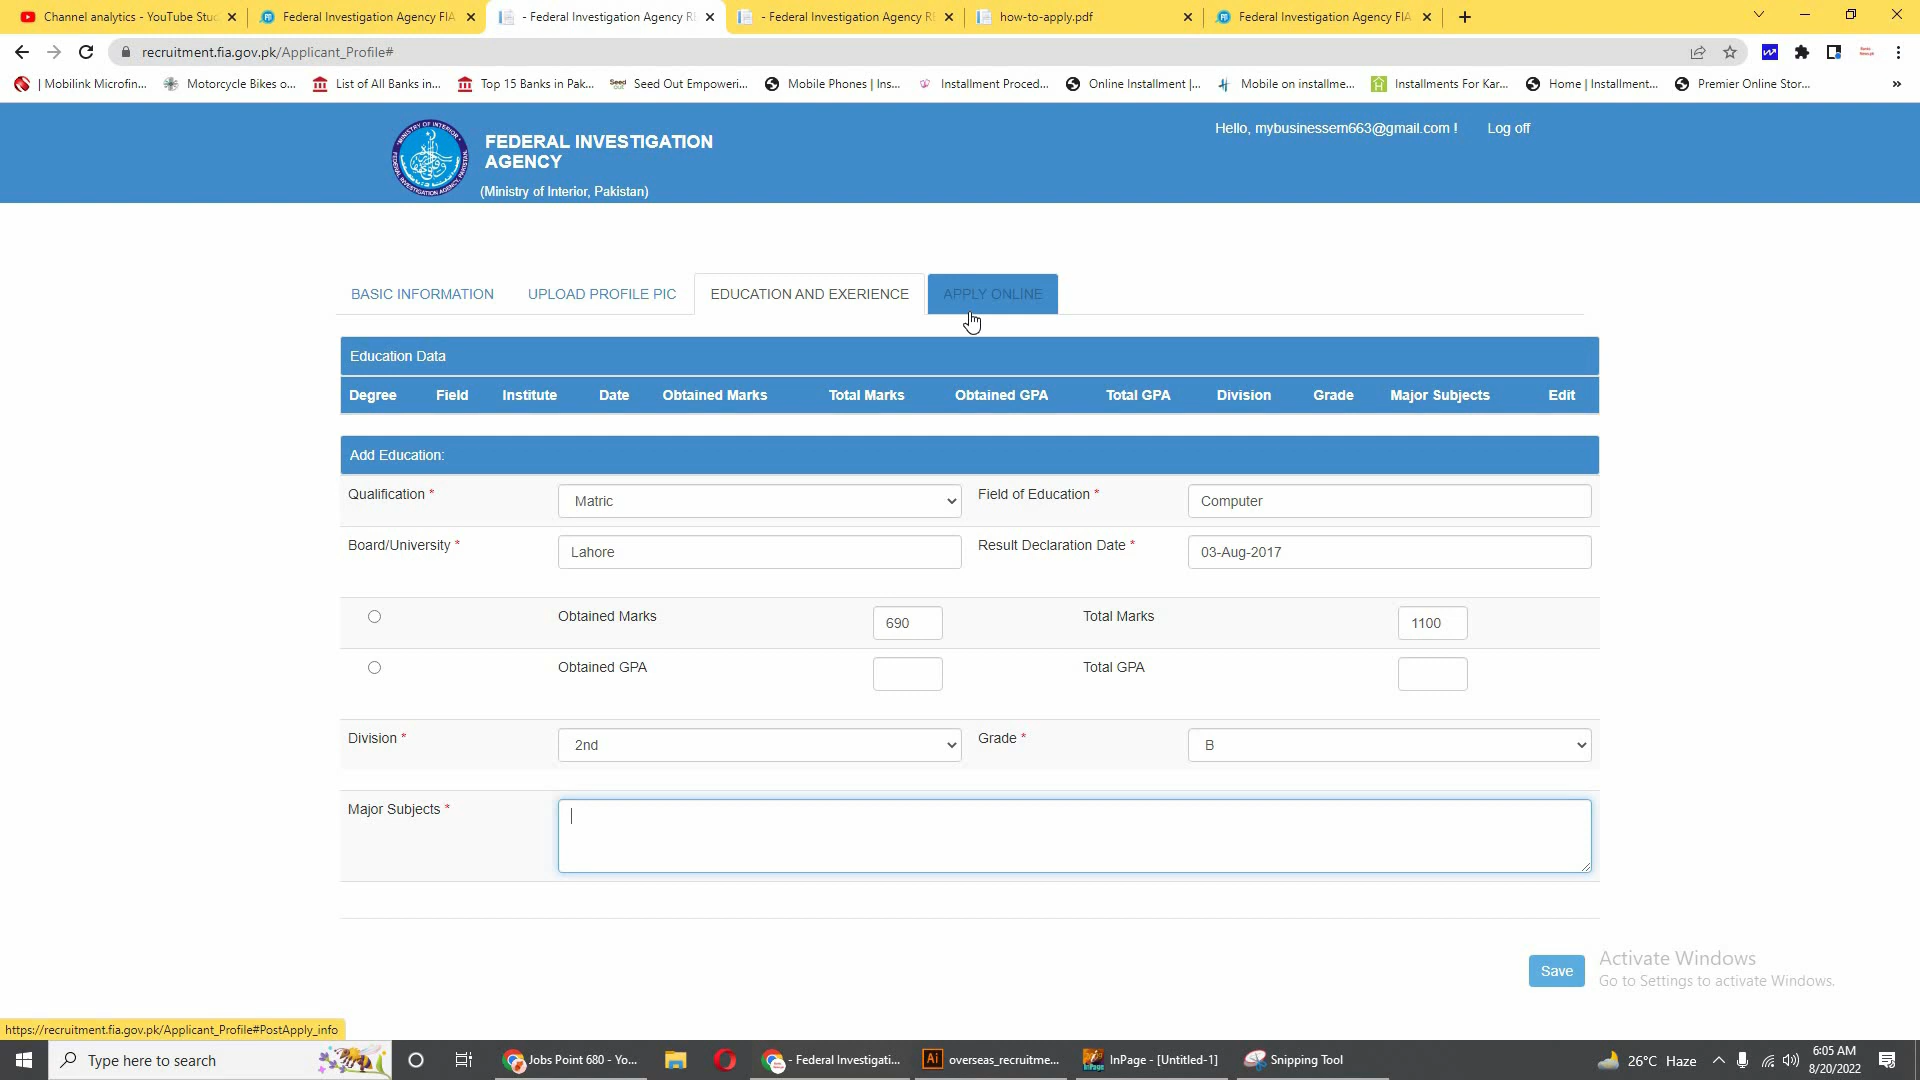 Channel analytics - YouTube Stud
Federal Investigation Agency FIA
- Federal Investigation Agency RE
- Federal Investigation Agency RE
how-to-apply.pdf
Federal Investigation Agency FIA
recruitment.fia.gov.pk/Applicant_Profile#
| Mobilink Microfin...
Motorcycle Bikes o...
List of All Banks in...
Top 15 Banks in Pak...
Seed Out Empoweri...
Mobile Phones | Ins...
Installment Proced...
Online Installment |...
Mobile on installme...
Installments For Kar...
Home | Installment...
Premier Online Stor...
FEDERAL INVESTIGATION
AGENCY
(Ministry of Interior, Pakistan)
Hello, mybusinessem663@gmail.com !
Log off
BASIC INFORMATION
UPLOAD PROFILE PIC
EDUCATION AND EXERIENCE
APPLY ONLINE
Education Data
Degree Field Institute Date Obtained Marks Total Marks Obtained GPA Total GPA Division Grade Major Subjects Edit
Add Education:
Qualification * Matric Field of Education * Computer
Board/University * Lahore Result Declaration Date * 03-Aug-2017
Obtained Marks 690 Total Marks 1100
Obtained GPA Total GPA
Division * 2nd Grade * B
Major Subjects *
Save
Activate Windows
Go to Settings to activate Windows.
https://recruitment.fia.gov.pk/Applicant_Profile#PostApply_info
Type here to search
Jobs Point 680 - Yo...
- Federal Investigati...
Ai
overseas_recruitme...
InPage - [Untitled-1]
Snipping Tool
26°C Haze
6:05 AM
8/20/2022